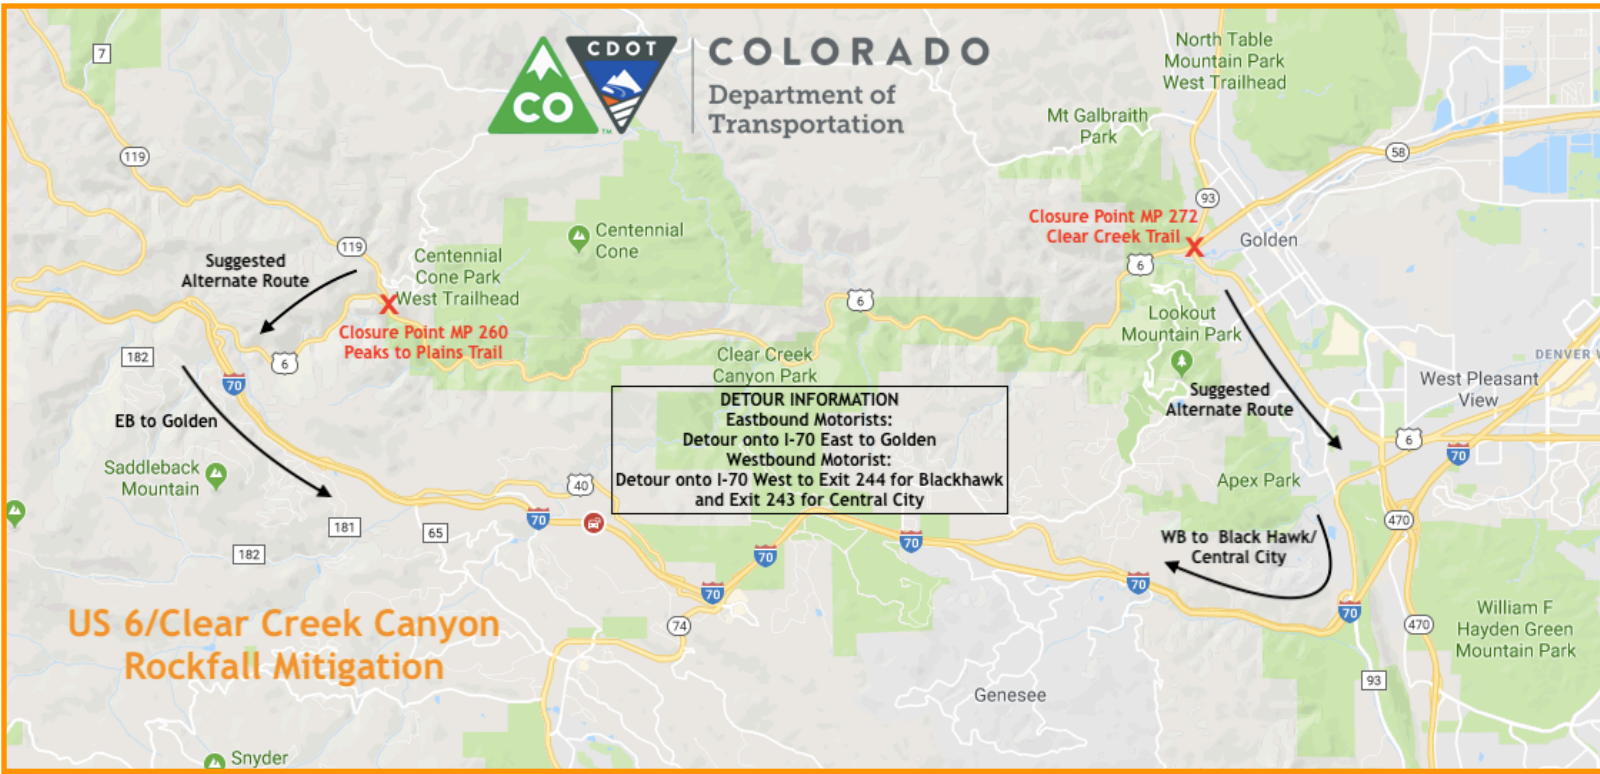 7
CDOT
CO
TM
COLORADO
Department of
Transportation
North Table
Mountain Park
West Trailhead
Mt Galbraith
Park
58
119
93
Closure Point MP 272
Clear Creek Trail
X
Golden
6
Centennial
Cone
119
Centennial
Cone Park
West Trailhead
Suggested
Alternate Route
X
Closure Point MP 260
Peaks to Plains Trail
6
Lookout
Mountain Park
182
6
70
Clear Creek
Canyon Park
DENVER W
West Pleasant
View
Suggested
Alternate Route
EB to Golden
DETOUR INFORMATION
Eastbound Motorists:
Detour onto I-70 East to Golden
Westbound Motorist:
Detour onto I-70 West to Exit 244 for Blackhawk
and Exit 243 for Central City
6
70
Saddleback
Mountain
40
Apex Park
181
65
70
470
182
70
70
WB to Black Hawk/
Central City
70
70
70
US 6/Clear Creek Canyon
Rockfall Mitigation
74
470
William F
Hayden Green
Mountain Park
93
Genesee
Snyder